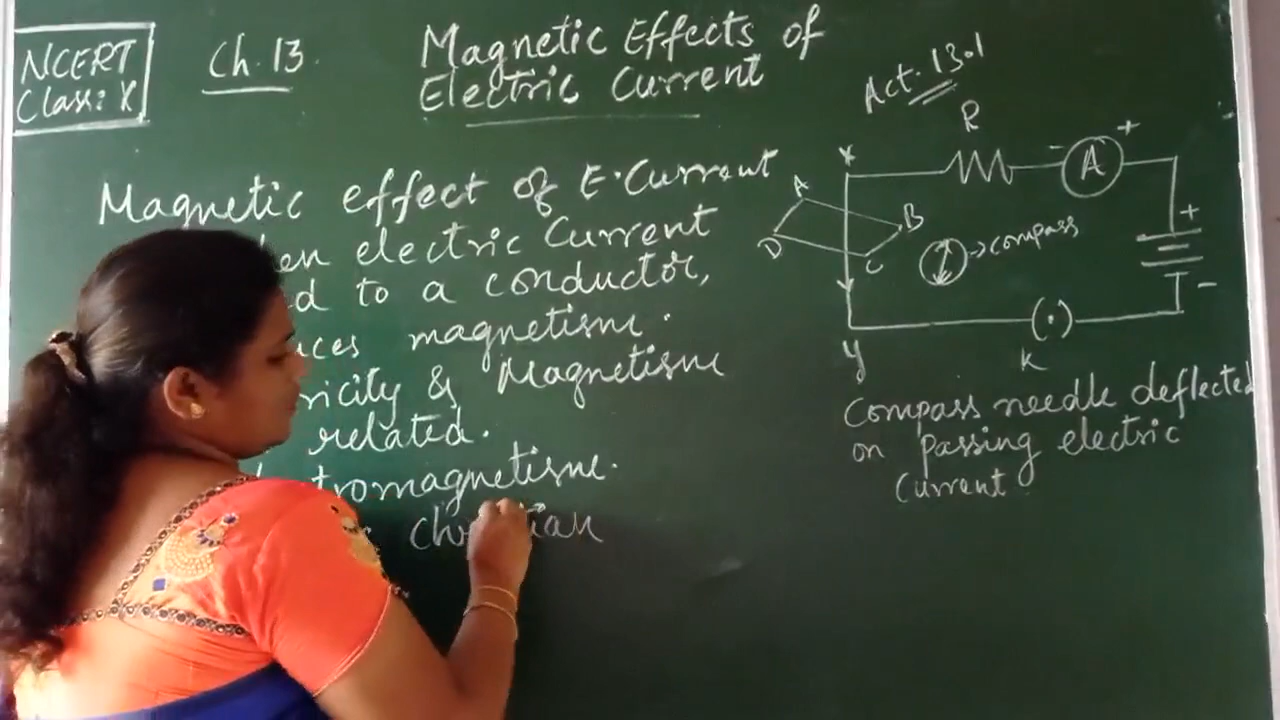 NCERT
Class: X
Ch. 13.
Magnetic Effects of
Electric Current
Magnetic effect of E. Current
electric Current
to a conductor,
magnetism.
& Magnetism
related.
Christian
Act. 13.1
R
- A +
X
A
B
C
D
→compass
+
-
K
Y
Compass needle deflected
on passing electric
Current.